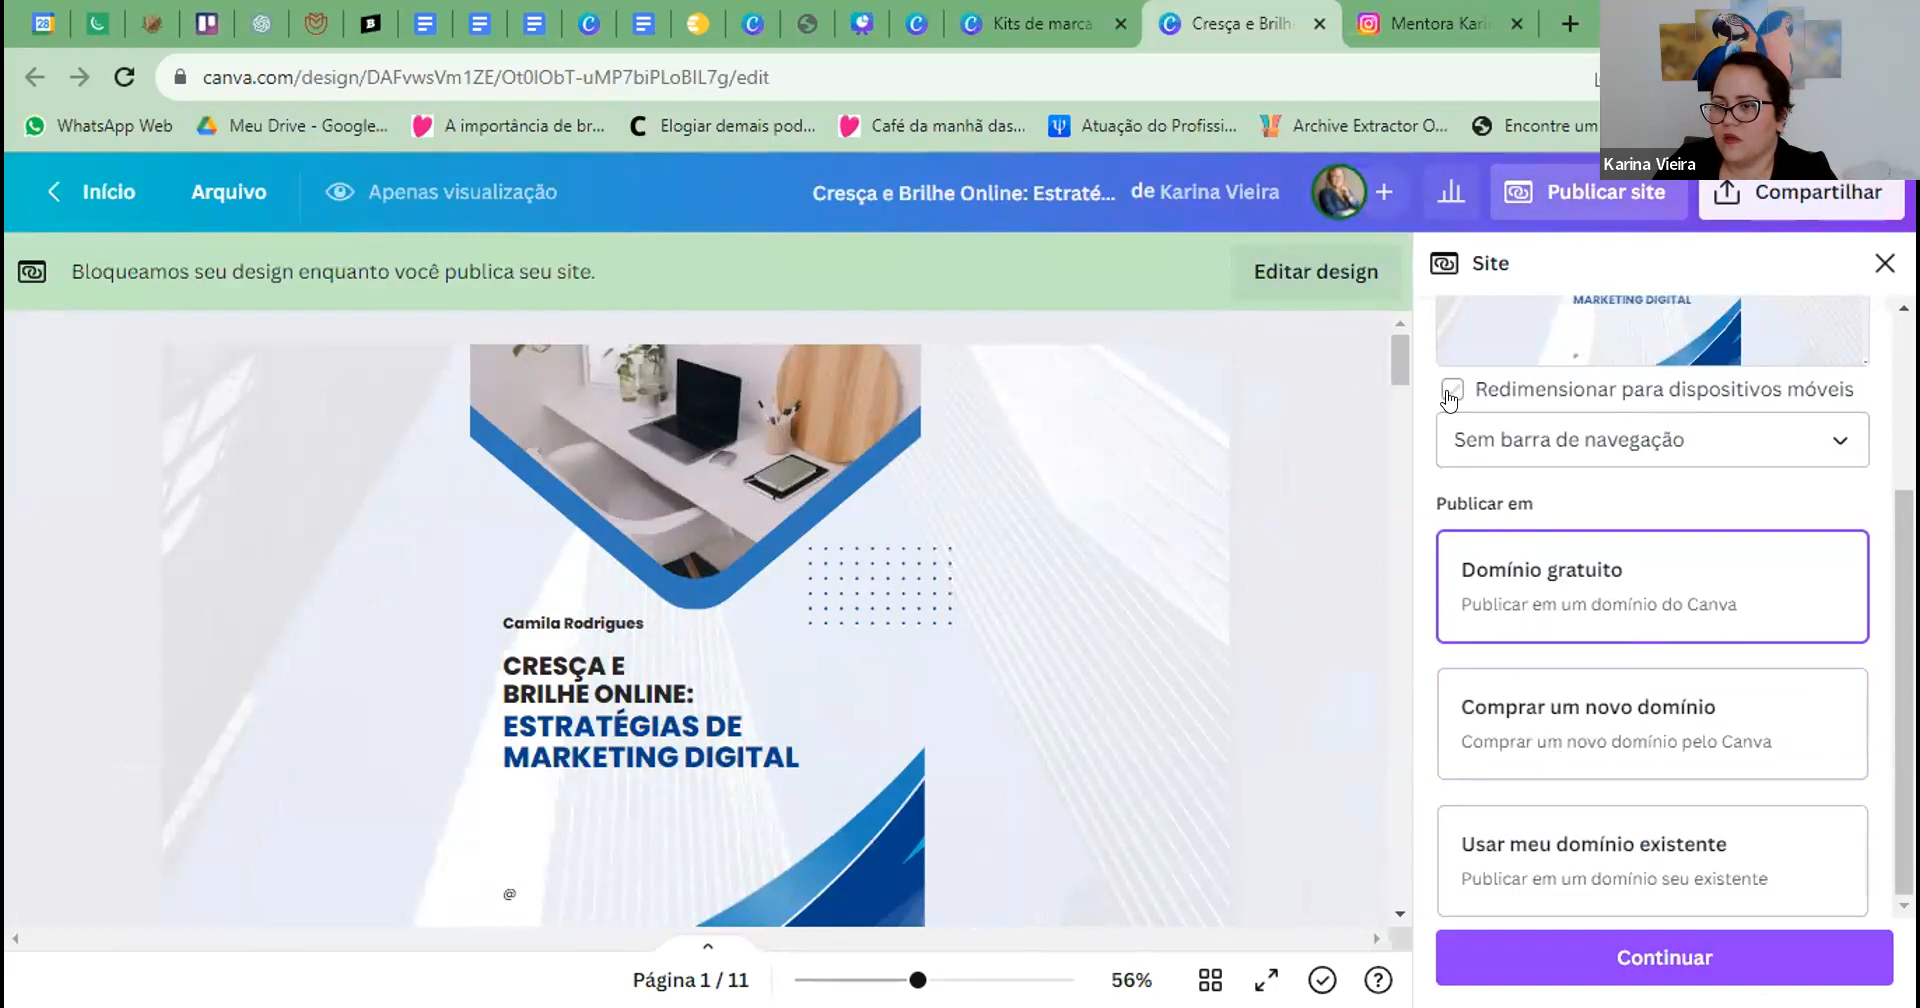 28
Kits de marca
Cresça e Brilh
Mentora Kari
canva.com/design/DAFvwsVm1ZE/Ot0lObT-uMP7biPLoBIL7g/edit
WhatsApp Web
Meu Drive - Google...
A importância de br...
Elogiar demais pod...
Café da manhã das...
Atuação do Profissi...
Archive Extractor O...
Encontre um
Karina Vieira
Início
Arquivo
Apenas visualização
Cresça e Brilhe Online: Estraté...
de Karina Vieira
Publicar site
Compartilhar
Bloqueamos seu design enquanto você publica seu site.
Editar design
Site
MARKETING DIGITAL
Redimensionar para dispositivos móveis
Sem barra de navegação
Publicar em
Domínio gratuito
Publicar em um domínio do Canva
Comprar um novo domínio
Comprar um novo domínio pelo Canva
Usar meu domínio existente
Publicar em um domínio seu existente
Continuar
Camila Rodrigues
CRESÇA E
BRILHE ONLINE:
ESTRATÉGIAS DE
MARKETING DIGITAL
@
Página 1 / 11
56%